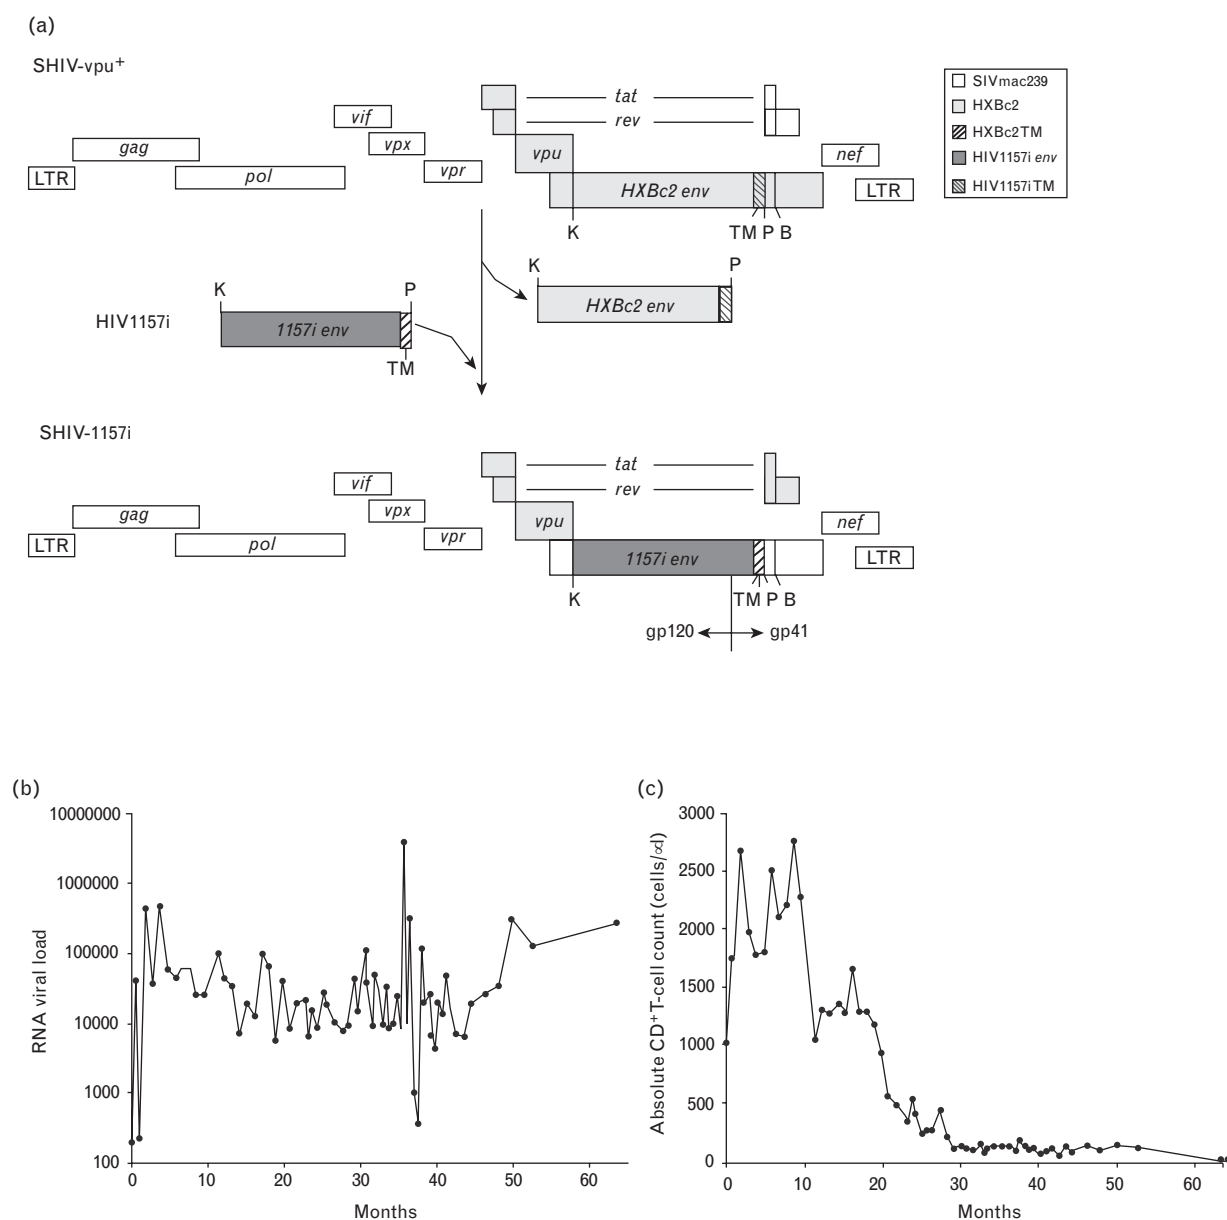 (a)
SHIV-vpu+
tat
rev
vif
vpx
vpr
gag
pol
LTR
vpu
HXBc2 env
nef
LTR
K
TM P B
SIVmac239
HXBc2
HXBc2TM
HIV1157i env
HIV1157i TM
K
P
HXBc2 env
K
P
HIV1157i
1157i env
TM
SHIV-1157i
tat
rev
vif
vpx
vpr
gag
pol
LTR
vpu
1157i env
nef
LTR
K
TM P B
gp120
gp41
(b)
RNA viral load
10000000
1000000
100000
10000
1000
100
0 10 20 30 40 50 60
Months
(c)
Absolute CD+T-cell count (cells/∝l)
3000
2500
2000
1500
1000
500
0
0 10 20 30 40 50 60
Months